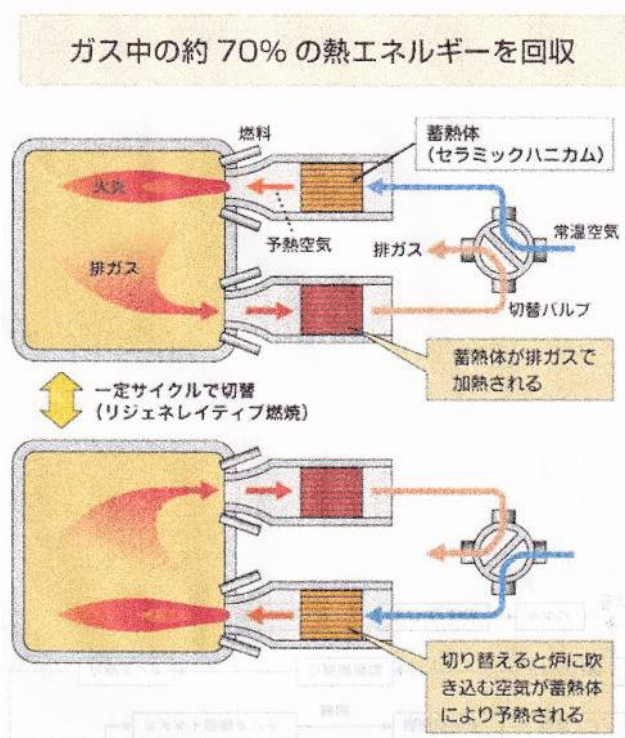 ガス中の約70%の熱エネルギーを回収
燃料
蓄熱体
(セラミックハニカム)
火炎
予熱空気
排ガス
常温空気
排ガス
切替バルブ
蓄熱体が排ガスで
加熱される
一定サイクルで切替
(リジェネレイティブ燃焼)
切り替えると炉に吹
き込む空気が蓄熱体
により予熱される